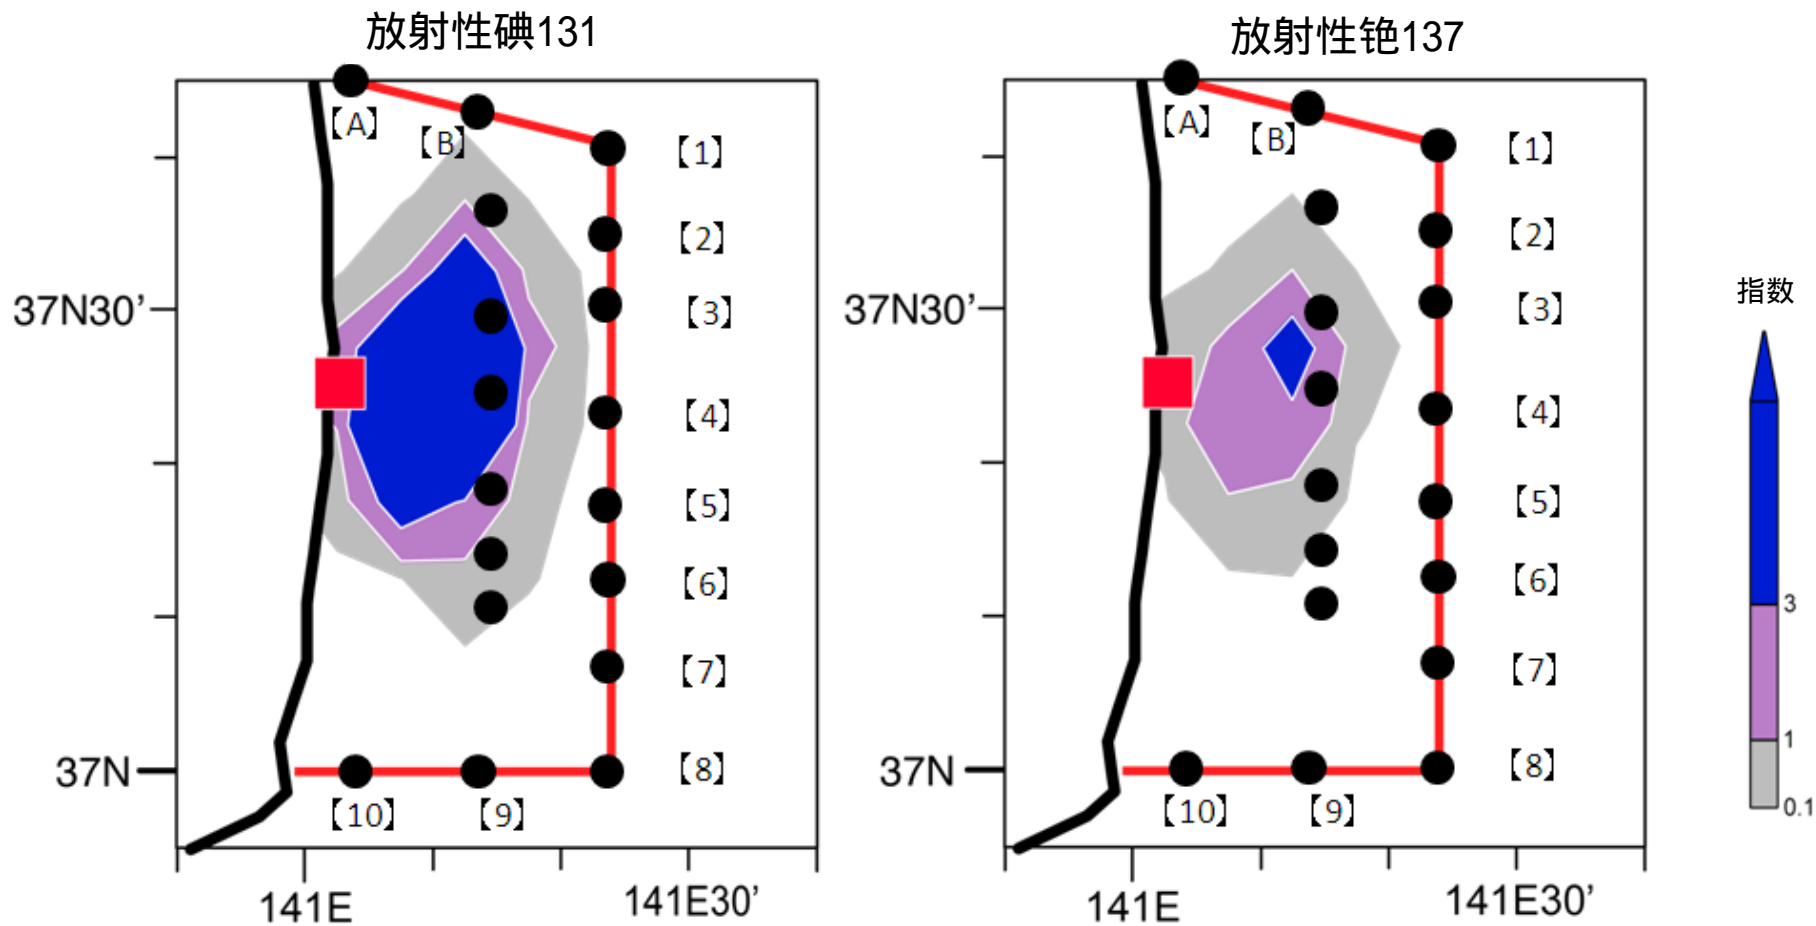 放射性碘131
【A】
【B】
【1】
【2】
37N30’
【3】
【4】
【5】
【6】
【7】
37N
【8】
【10】
【9】
141E
141E30’
放射性铯137
【A】
【B】
【1】
【2】
37N30’
【3】
【4】
【5】
【6】
【7】
37N
【8】
【10】
【9】
141E
141E30’
指数
3
1
0.1